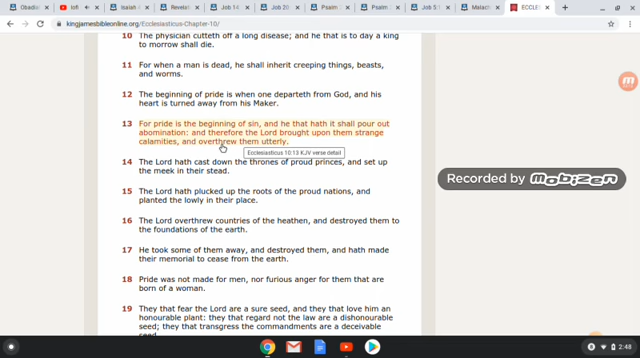 Obadia
Inf
Isaiah 4
Revelat
Job 14
Job 20:
Psalm
Psalm
Job 5:1
Malach
ECCLES
kingjamesbibleonline.org/Ecclesiasticus-Chapter-10/
10 The physician cutteth off a long disease; and he that is to day a king
to morrow shall die.
11 For when a man is dead, he shall inherit creeping things, beasts,
and worms.
12 The beginning of pride is when one departeth from God, and his
heart is turned away from his Maker.
13 For pride is the beginning of sin, and he that hath it shall pour out
abomination: and therefore the Lord brought upon them strange
calamities, and overthrew them utterly.
Ecclesiasticus 10:13 KJV verse detail
14 The Lord hath cast down the thrones of proud princes, and set up
the meek in their stead.
15 The Lord hath plucked up the roots of the proud nations, and
planted the lowly in their place.
16 The Lord overthrew countries of the heathen, and destroyed them to
the foundations of the earth.
17 He took some of them away, and destroyed them, and hath made
their memorial to cease from the earth.
18 Pride was not made for men, nor furious anger for them that are
born of a woman.
19 They that fear the Lord are a sure seed, and they that love him an
honourable plant: they that regard not the law are a dishonourable
seed; they that transgress the commandments are a deceivable
seed.
Recorded by
MOBIZEN
2:48